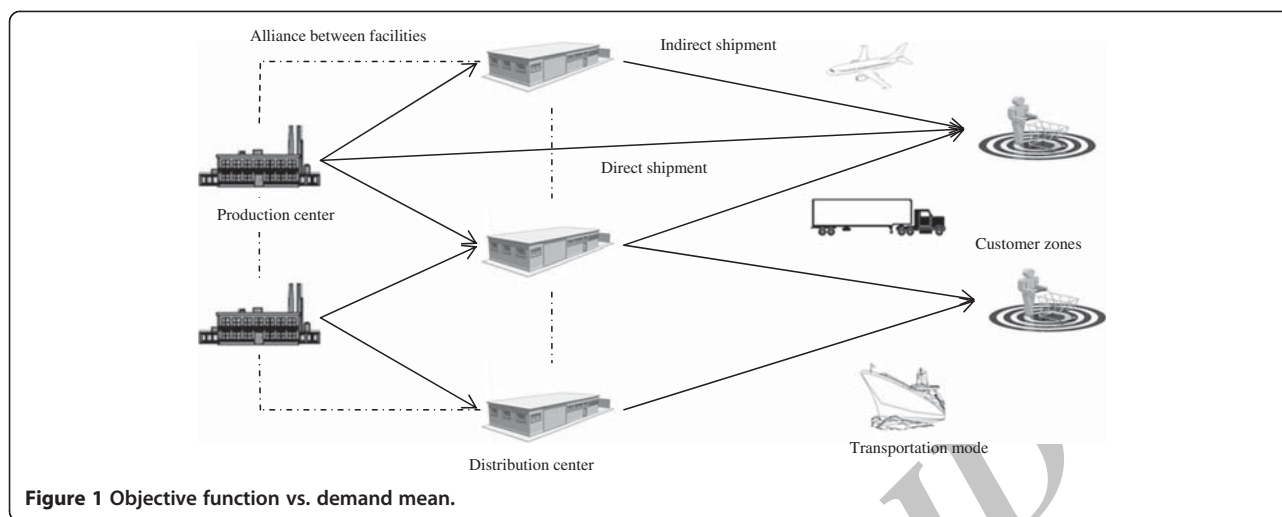 Alliance between facilities
Indirect shipment
Direct shipment
Production center
Customer zones
Transportation mode
Distribution center
Figure 1 Objective function vs. demand mean.